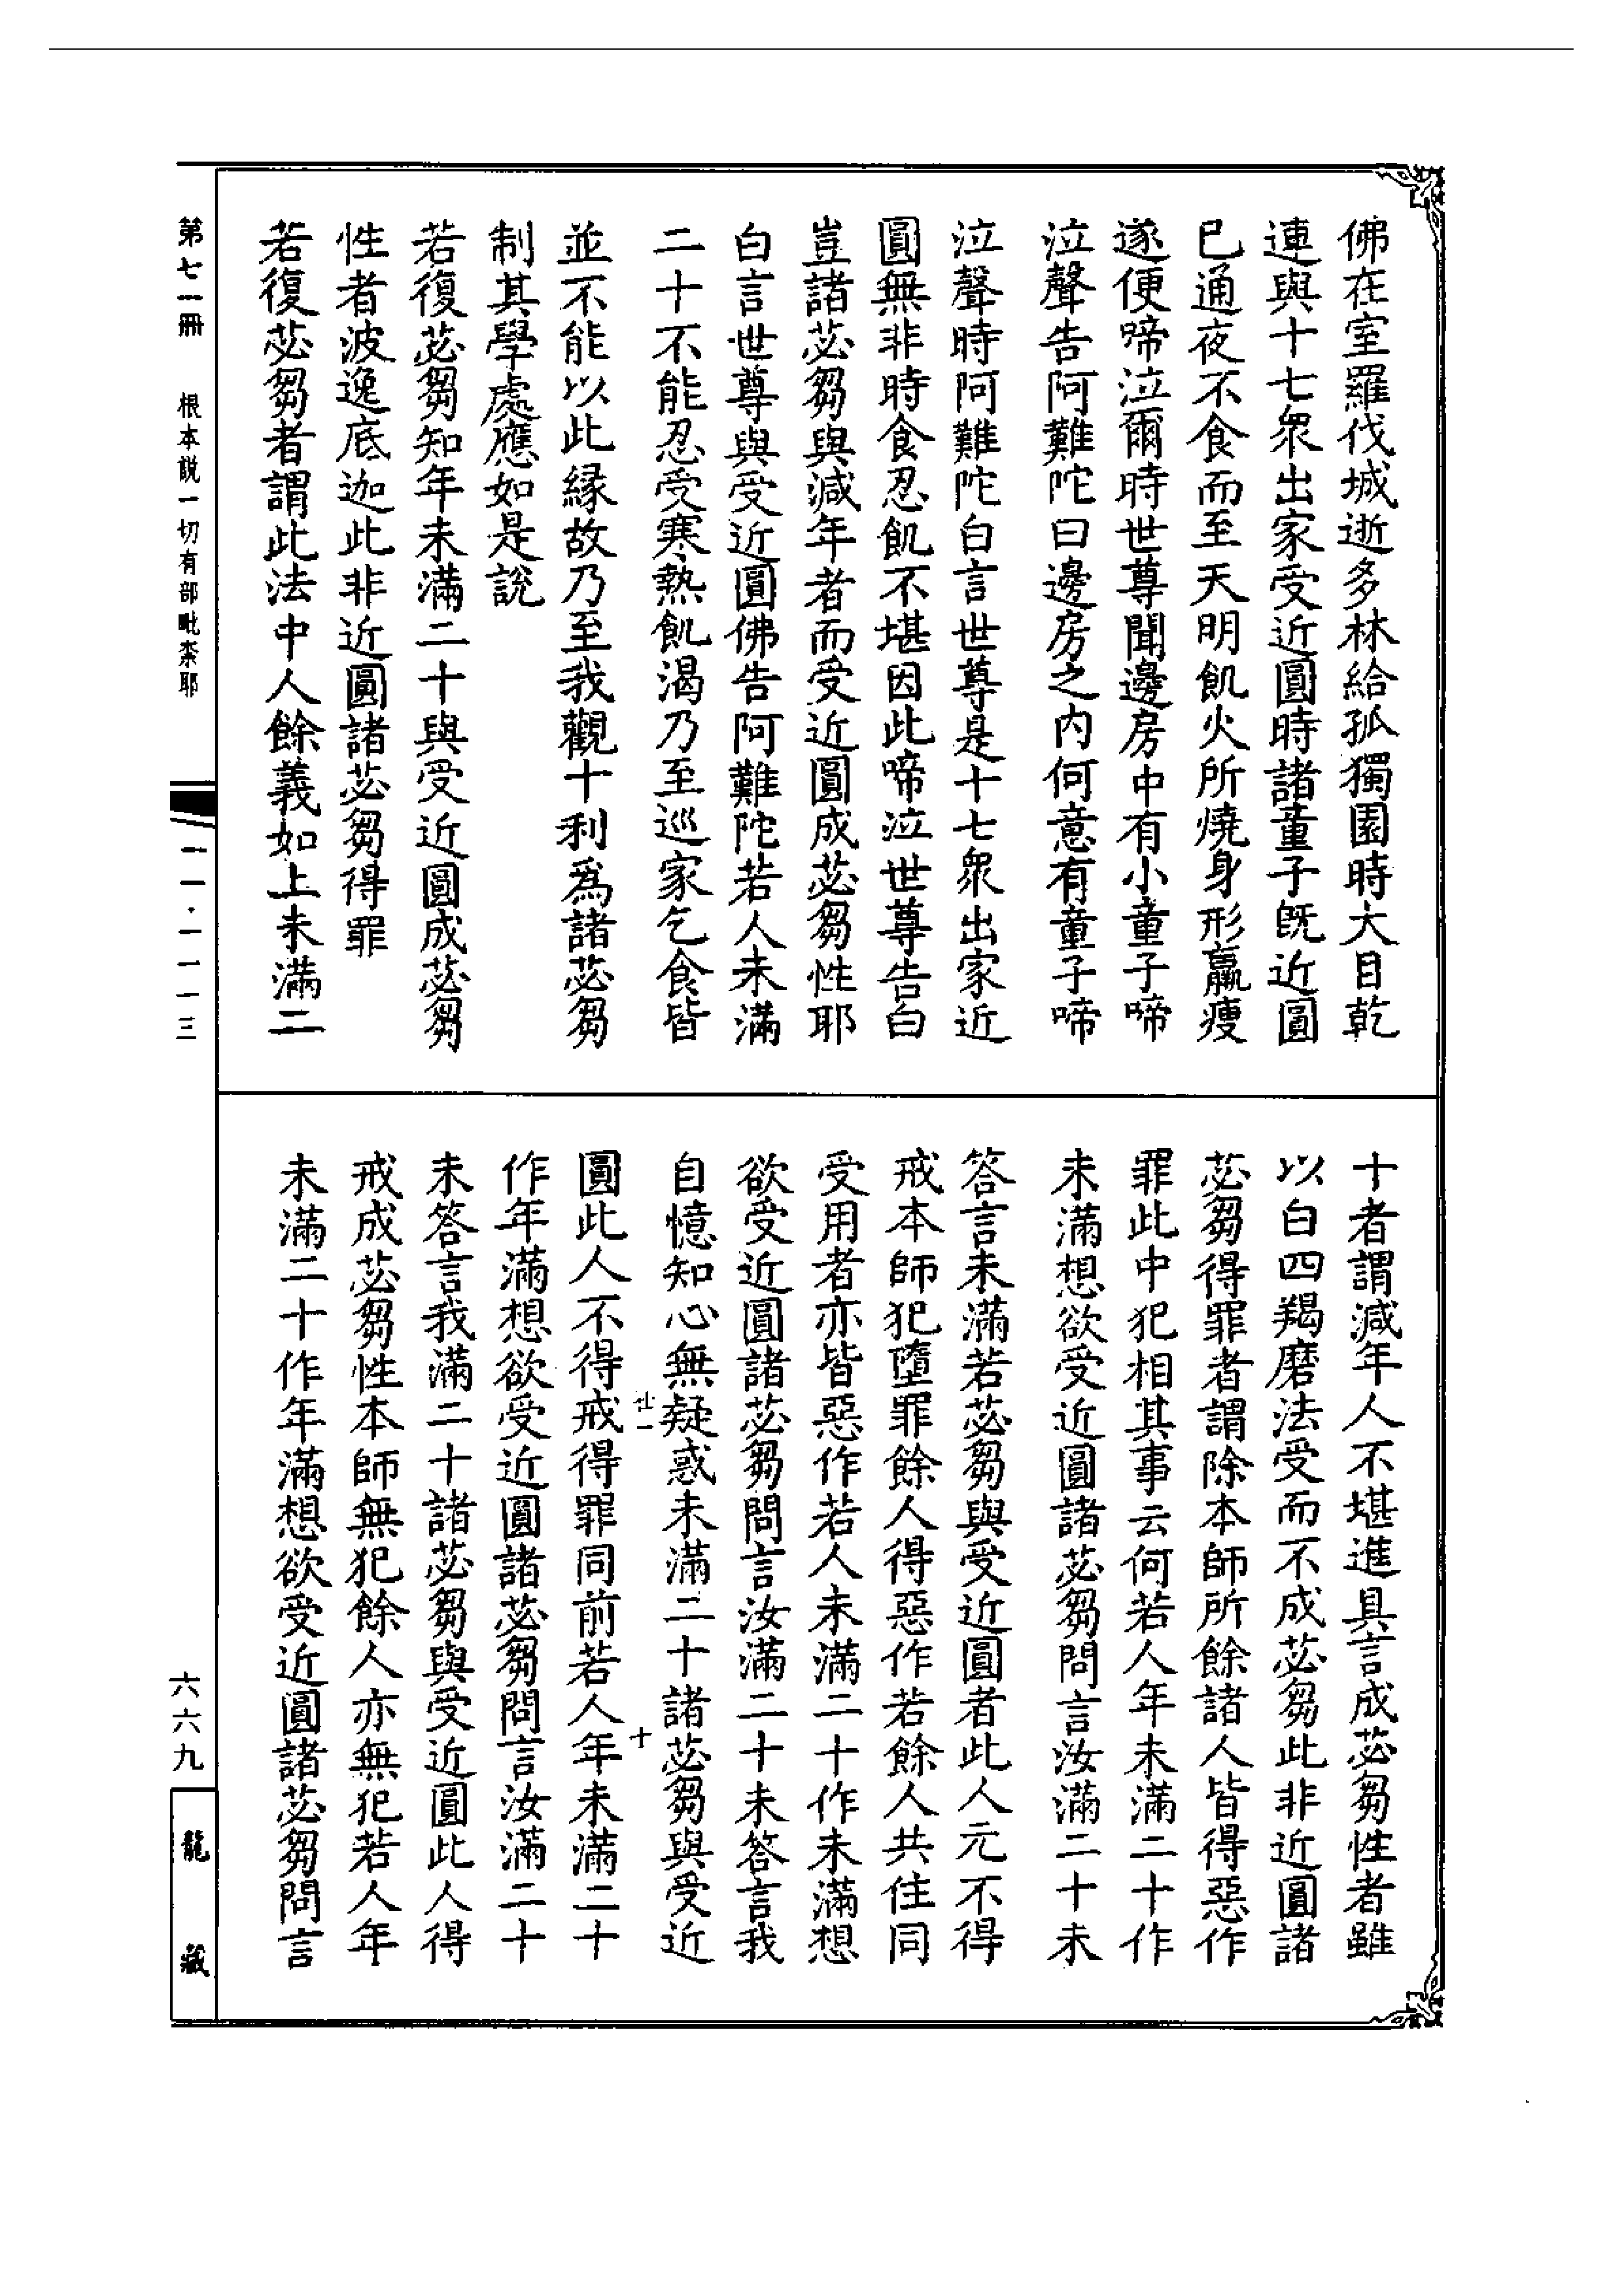 佛在室羅伐城逝多林給孤獨園時大目乾
連與十七衆出家受近圓時諸童子旣近圓
已通夜不食而至天明飢火所燒身形羸瘦
遂便啼泣爾時世尊聞邊房中有小童子啼
泣聲告阿難陀曰邊房之内何意有童子啼
泣聲時阿難陀白言世尊是十七衆出家近
圓無非時食忍飢不堪因此啼泣世尊告白
豈諸苾芻與減年者而受近圓成苾芻性耶
白言世尊與受近圓佛告阿難陀若人未滿
二十不能忍受寒熱飢渴乃至巡家乞食皆
並不能以此緣故乃至我觀十利爲諸苾芻
制其學處應如是說
若復苾芻知年未滿二十與受近圓成苾芻
性者波逸底迦此非近圓諸苾芻得罪
若復苾芻者謂此法中人餘義如上未滿二
十者謂減年人不堪進具言成苾芻性者雖
以白四羯磨法受而不成苾芻此非近圓諸
苾芻得罪者謂除本師所餘諸人皆得惡作
罪此中犯相其事云何若人年未滿二十作
未滿想欲受近圓諸苾芻問言汝滿二十未
答言未滿若苾芻與受近圓者此人元不得
戒本師犯墮罪餘人得惡作若餘人共住同
受用者亦皆惡作若人未滿二十作未滿想
欲受近圓諸苾芻問言汝滿二十未答言我
自憶知心無疑惑未滿二十諸苾芻與受近
圓此人不得戒得罪同前若人年未滿二十
作年滿想欲受近圓諸苾芻問言汝滿二十
未答言我滿二十諸苾芻與受近圓此人得
戒成苾芻性本師無犯餘人亦無犯若人年
未滿二十作年滿想欲受近圓諸苾芻問言
十
第七一冊 根本說一切有部毗奈耶
一一·一一一三
六六九
龍藏